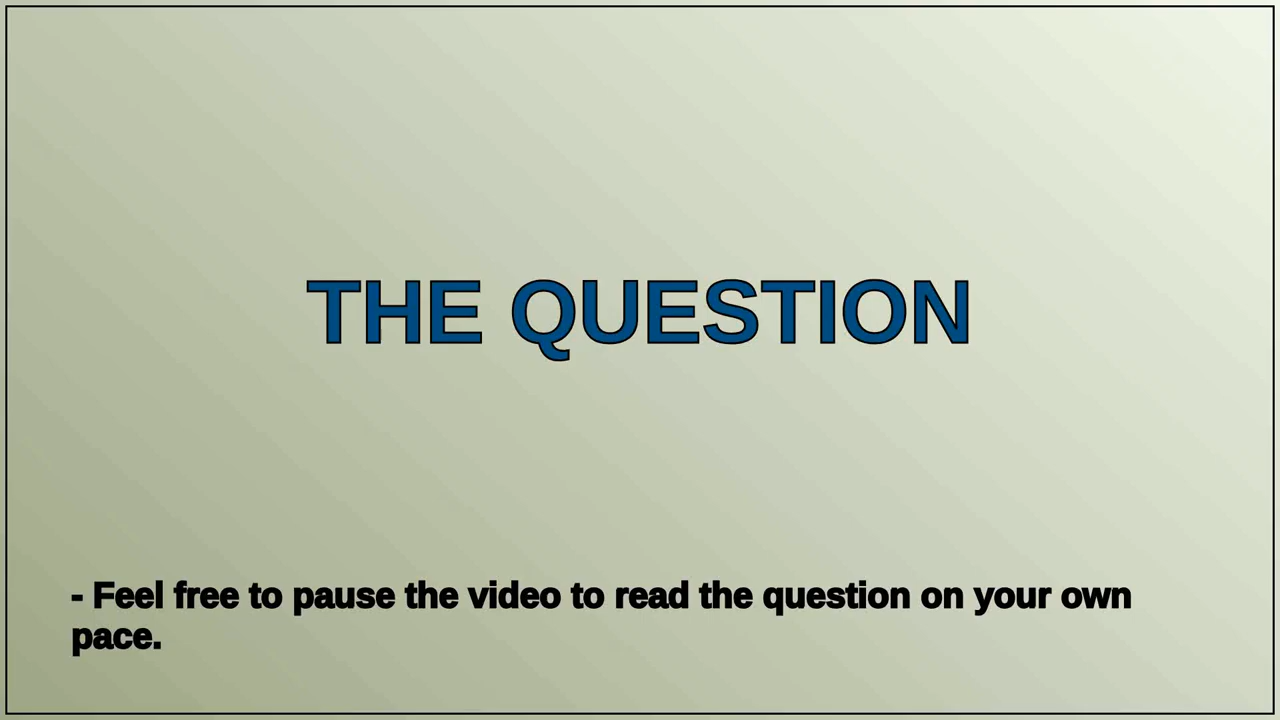 THE QUESTION
- Feel free to pause the video to read the question on your own
pace.